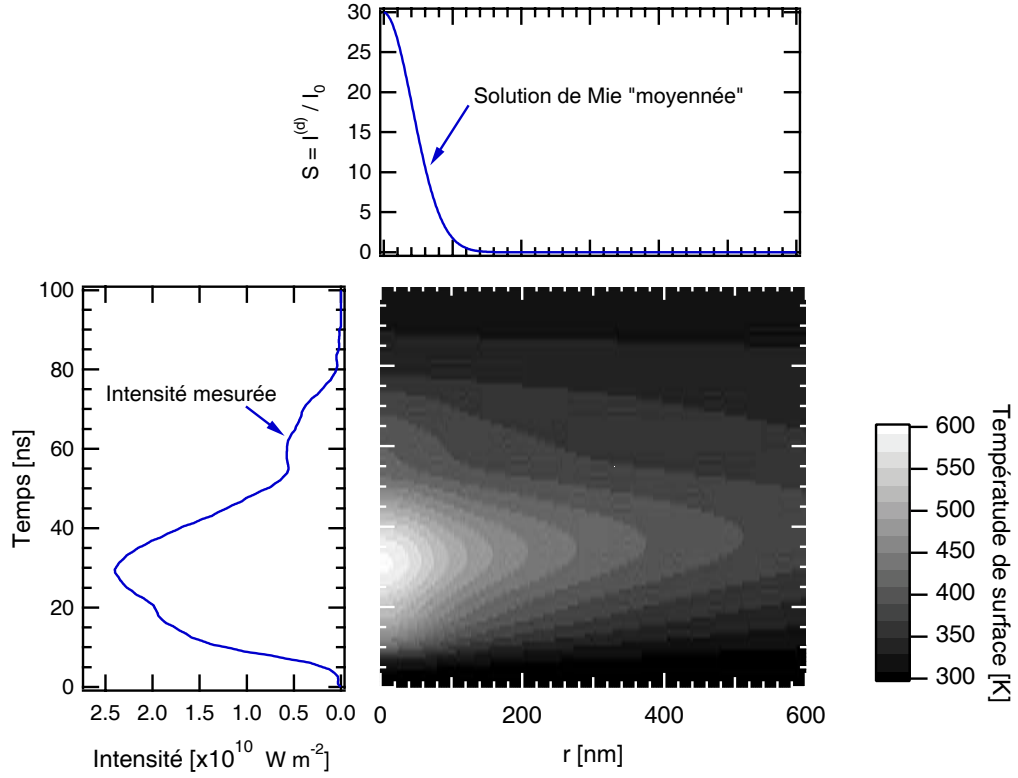 30
25
20
15
10
5
0
S = I(d) / I0
Solution de Mie "moyennée"
100
80
60
40
20
0
Temps [ns]
Intensité mesurée
2.5 2.0 1.5 1.0 0.5 0.0
Intensité [x10^10 W m^-2]
0 200 400 600
r [nm]
600
550
500
450
400
350
300
Températude de surface [K]